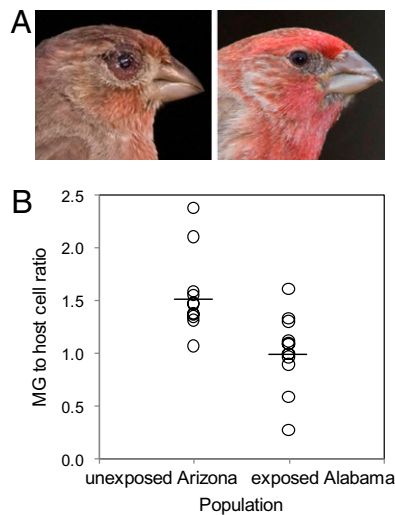 A
B
2.5
2.0
1.5
1.0
0.5
0.0
MG to host cell ratio
unexposed Arizona exposed Alabama
Population